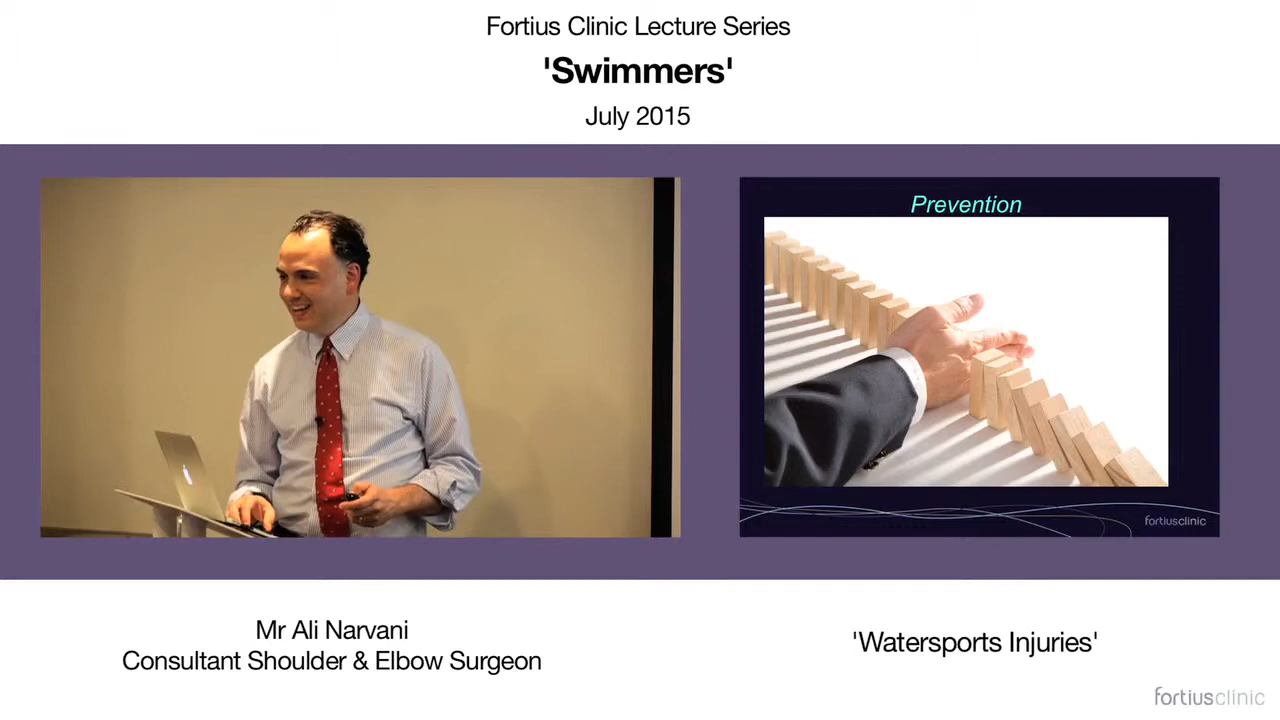 Fortius Clinic Lecture Series
'Swimmers'
July 2015
Prevention
fortiusclinic
Mr Ali Narvani
Consultant Shoulder & Elbow Surgeon
'Watersports Injuries'
fortiusclinic